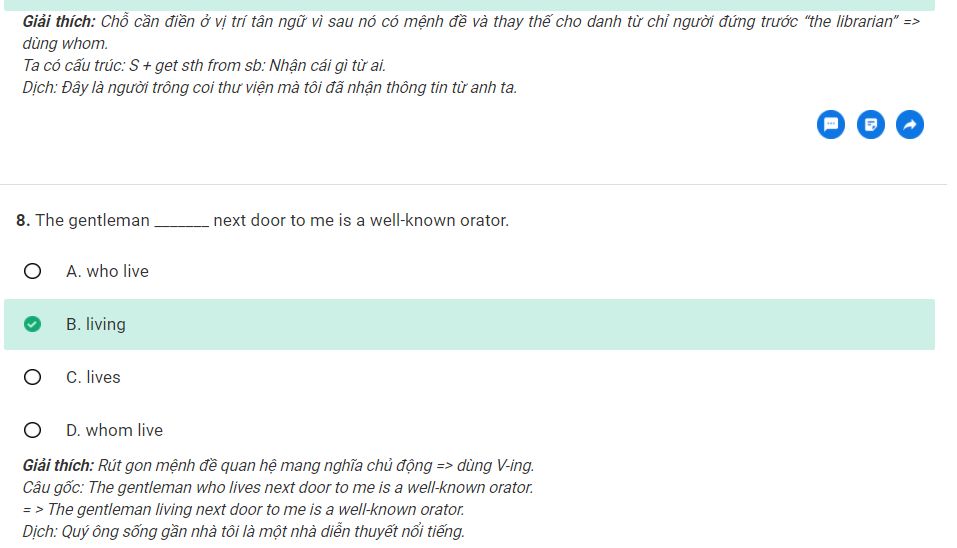 Giải thích: Chỗ cần điền ở vị trí tân ngữ vì sau nó có mệnh đề và thay thế cho danh từ chỉ người đứng trước “the librarian” =>
dùng whom.
Ta có cấu trúc: S + get sth from sb: Nhận cái gì từ ai.
Dịch: Đây là người trông coi thư viện mà tôi đã nhận thông tin từ anh ta.
8. The gentleman _______ next door to me is a well-known orator.
A. who live
B. living
C. lives
D. whom live
Giải thích: Rút gon mệnh đề quan hệ mang nghĩa chủ động => dùng V-ing.
Câu gốc: The gentleman who lives next door to me is a well-known orator.
= > The gentleman living next door to me is a well-known orator.
Dịch: Quý ông sống gần nhà tôi là một nhà diễn thuyết nổi tiếng.